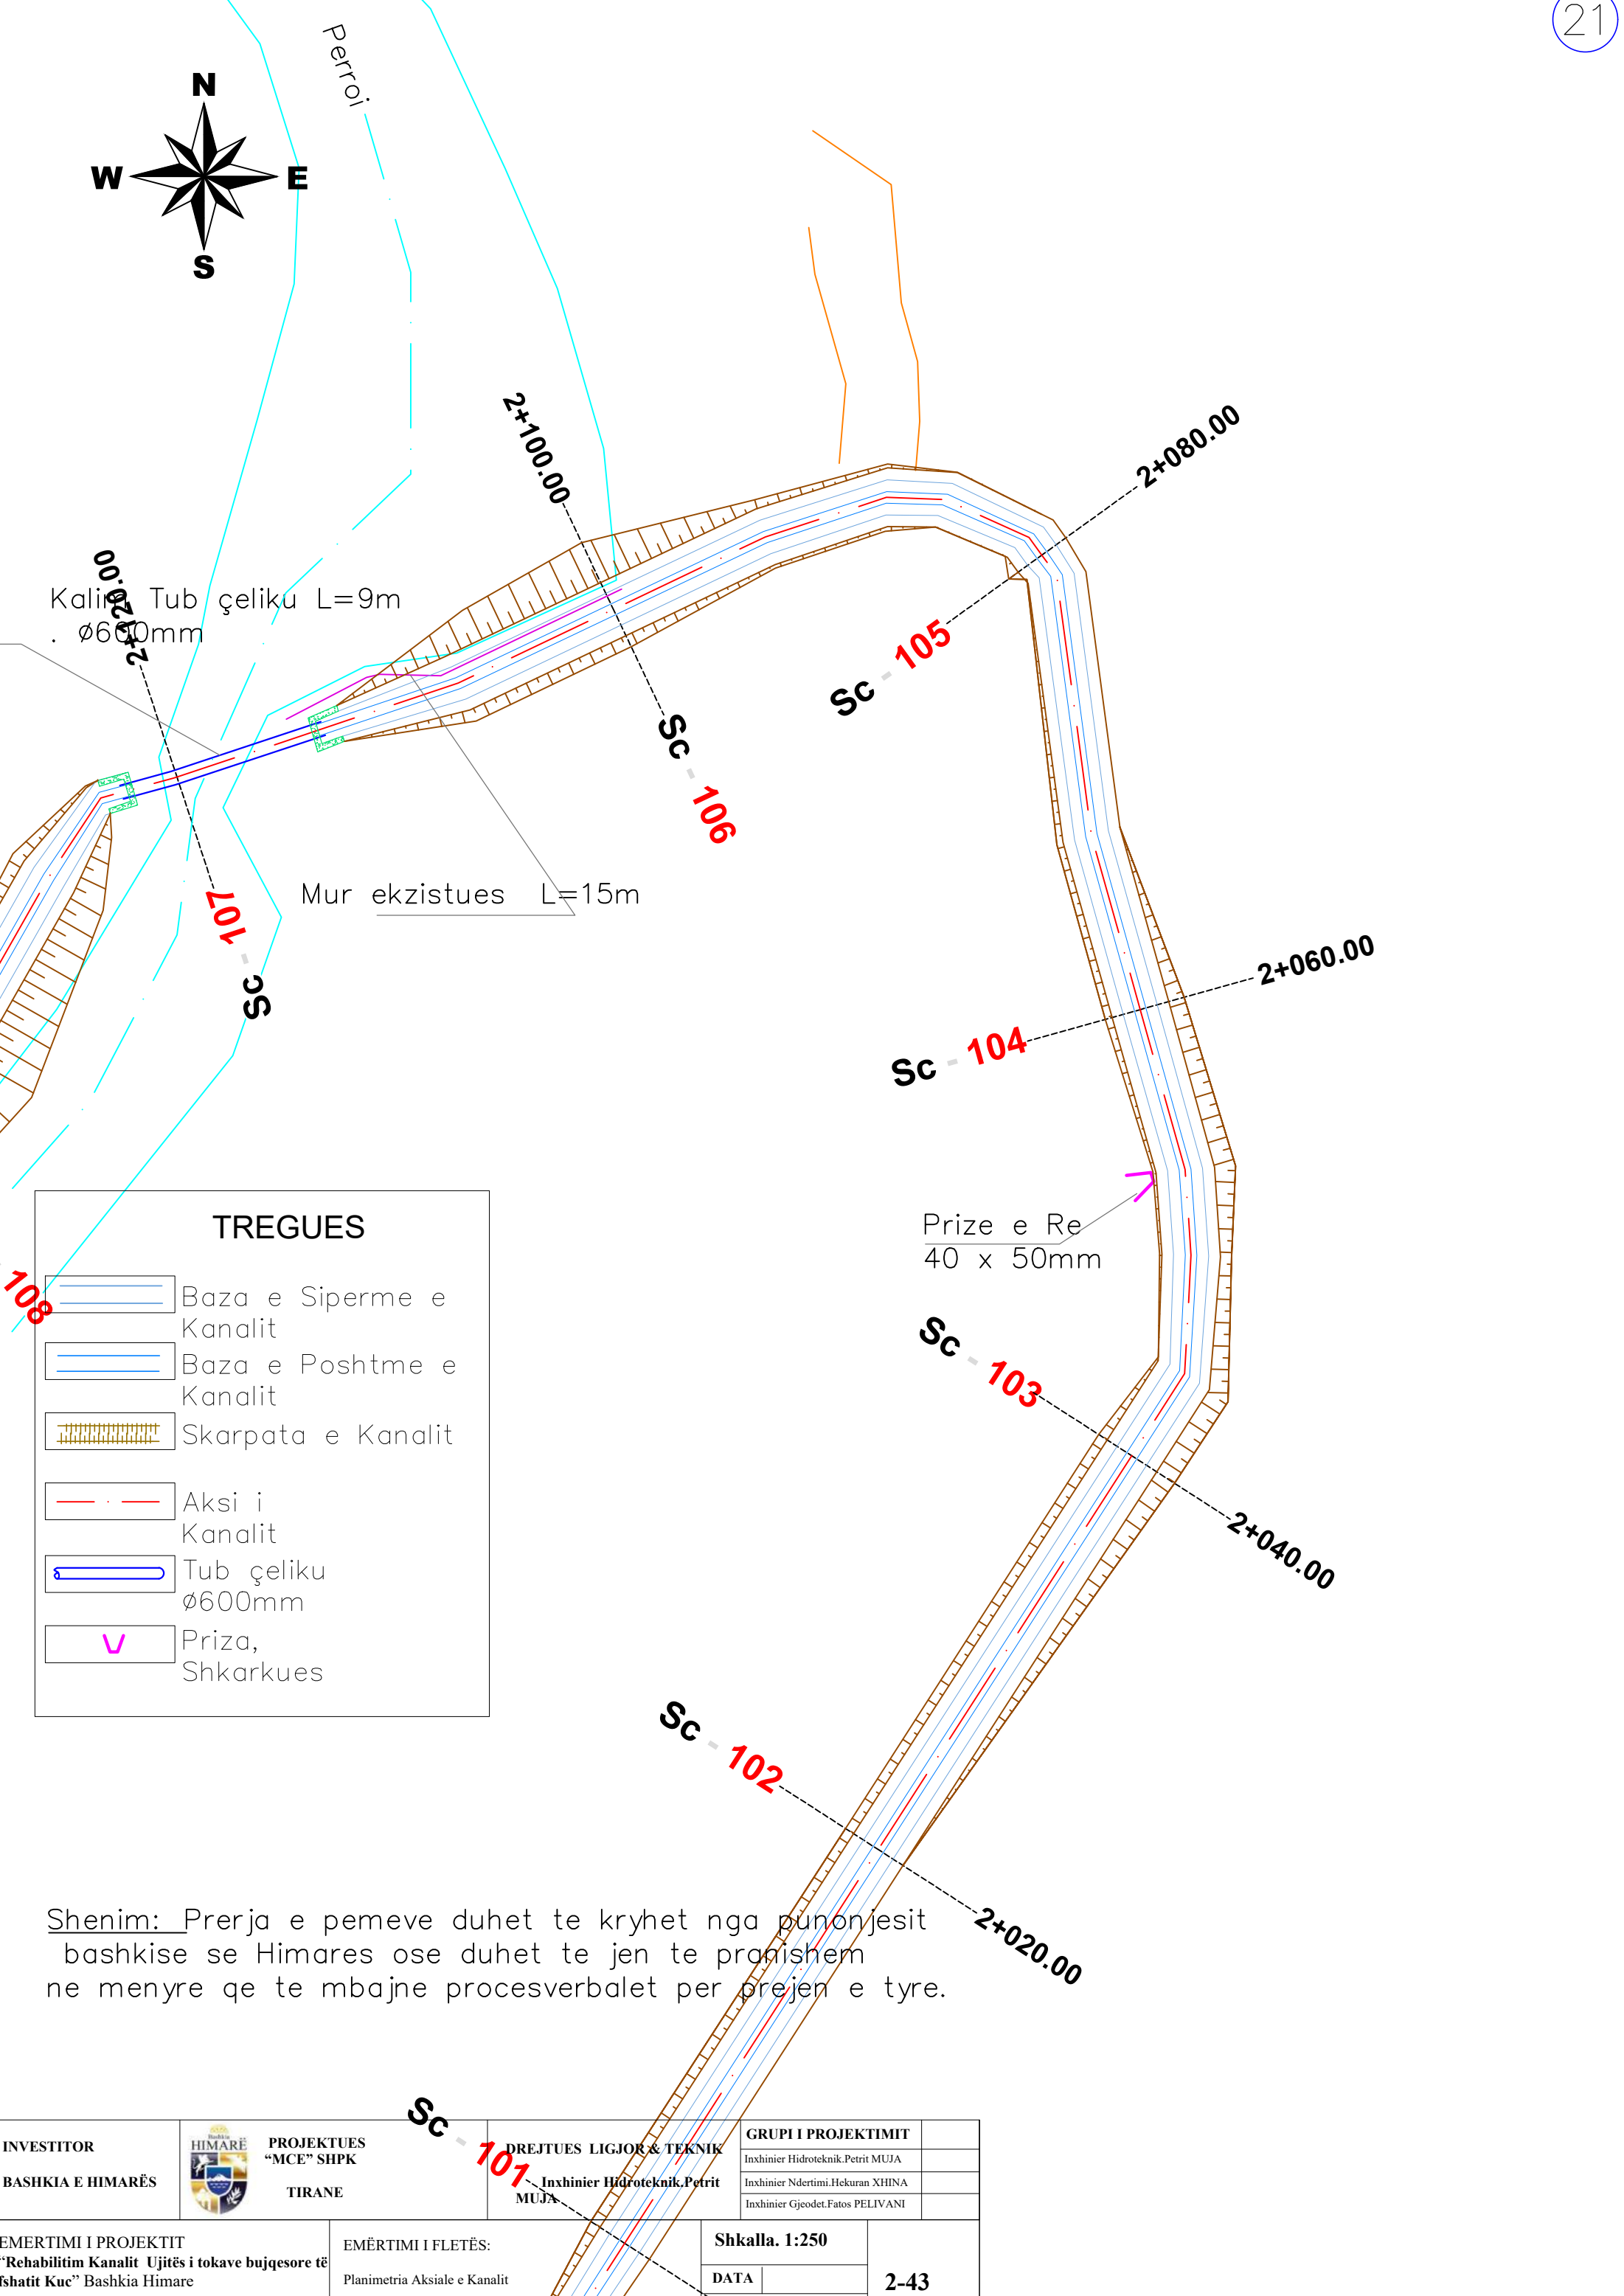 21
Perroi
N
W
E
S
2+100.00
2+080.00
2+120.00
Kalim Tub çeliku L=9m
. Ø600mm
Sc - 105
Sc - 106
Mur ekzistues L=15m
Sc - 107
2+060.00
Sc - 104
Prize e Re
40 x 50mm
108
TREGUES
Baza e Siperme e
Kanalit
Baza e Poshtme e
Kanalit
Skarpata e Kanalit
Aksi i
Kanalit
Tub çeliku
Ø600mm
Priza,
Shkarkues
Sc - 103
2+040.00
Sc - 102
2+020.00
Shenim: Prerja e pemeve duhet te kryhet nga punonjesit
bashkise se Himares ose duhet te jen te pranishem
ne menyre qe te mbajne procesverbalet per prejen e tyre.
Sc - 101
INVESTITOR
BASHKIA E HIMARËS
Bashkia
HIMARË
PROJEKTUES
“MCE” SHPK
TIRANE
DREJTUES LIGJOR & TEKNIK
Inxhinier Hidroteknik.Petrit
MUJA
GRUPI I PROJEKTIMIT
Inxhinier Hidroteknik.Petrit MUJA
Inxhinier Ndertimi.Hekuran XHINA
Inxhinier Gjeodet.Fatos PELIVANI
EMERTIMI I PROJEKTIT
“Rehabilitim Kanalit Ujitës i tokave bujqesore të
fshatit Kuc” Bashkia Himare
EMËRTIMI I FLETËS:
Planimetria Aksiale e Kanalit
Shkalla. 1:250
DATA
2-43